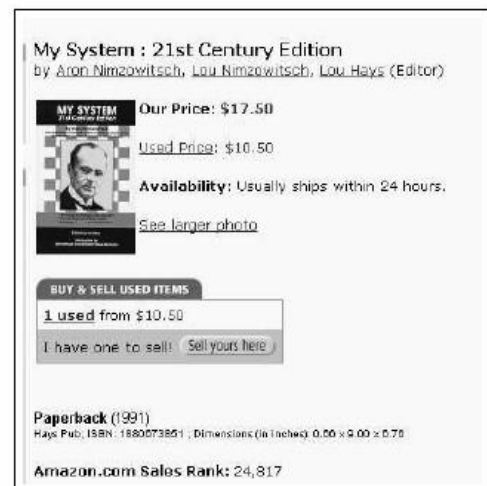 My System : 21st Century Edition
by Aron Nimzowitsch, Lou Nimzowitsch, Lou Hays (Editor)
MY SYSTEM
21st Century Edition
Our Price: $17.50
Used Price: $10.50
Availability: Usually ships within 24 hours.
See larger photo
BUY & SELL USED ITEMS
1 used from $10.50
I have one to sell! Sell yours here
Paperback (1991)
Hays Pub; ISBN: 1880073851 ; Dimensions (in inches): 0.00 x 9.00 x 0.70
Amazon.com Sales Rank: 24,817